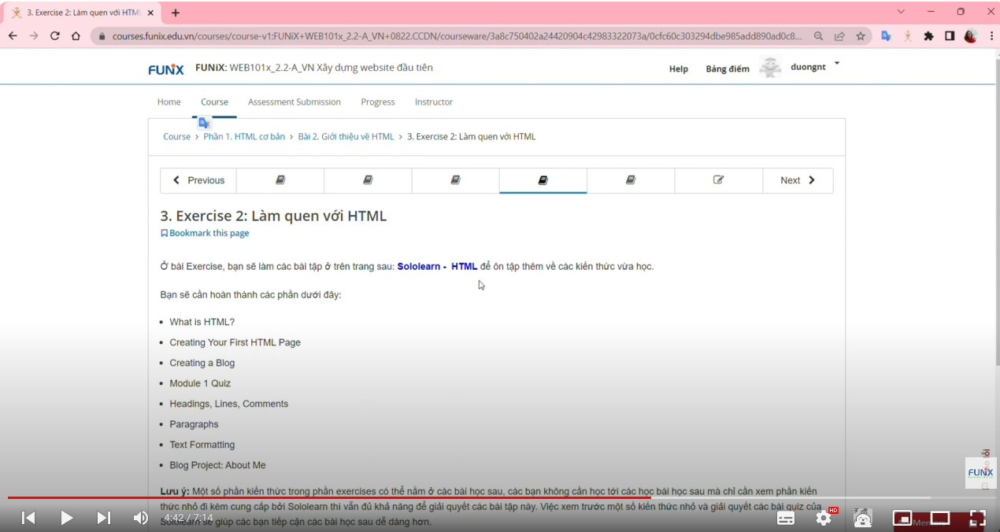 3. Exercise 2: Làm quen với HTM
courses.funix.edu.vn/courses/course-v1:FUNiX+WEB101x_2.2-A_VN+0822.CCDN/courseware/3a8c750402a24420904c42983322073a/0cfc60c303294dbe985add890ad0c8...
FUNiX
FUNiX: WEB101x_2.2-A_VN Xây dựng website đầu tiên
Help
Bảng điểm
duongnt
Home
Course
Assessment Submission
Progress
Instructor
Course > Phần 1. HTML cơ bản > Bài 2. Giới thiệu về HTML > 3. Exercise 2: Làm quen với HTML
Previous
Next
3. Exercise 2: Làm quen với HTML
Bookmark this page
Ở bài Exercise, bạn sẽ làm các bài tập ở trên trang sau: Sololearn - HTML để ôn tập thêm về các kiến thức vừa học.
Bạn sẽ cần hoàn thành các phần dưới đây:
• What is HTML?
• Creating Your First HTML Page
• Creating a Blog
• Module 1 Quiz
• Headings, Lines, Comments
• Paragraphs
• Text Formatting
• Blog Project: About Me
FUNiX
Lưu ý: Một số phần kiến thức trong phần exercises có thể nằm ở các bài học sau, các bạn không cần học tới các học bài học sau mà chỉ cần xem phần kiến
thức nhỏ đi kèm cung cấp bởi Sololearn thì vẫn đủ khả năng để giải quyết các bài tập này. Việc xem trước một số kiến thức nhỏ và giải quyết các bài quiz của
Sololearn sẽ giúp các bạn tiếp cận các bài học sau dễ dàng hơn.
4:42 / 7:14
HD